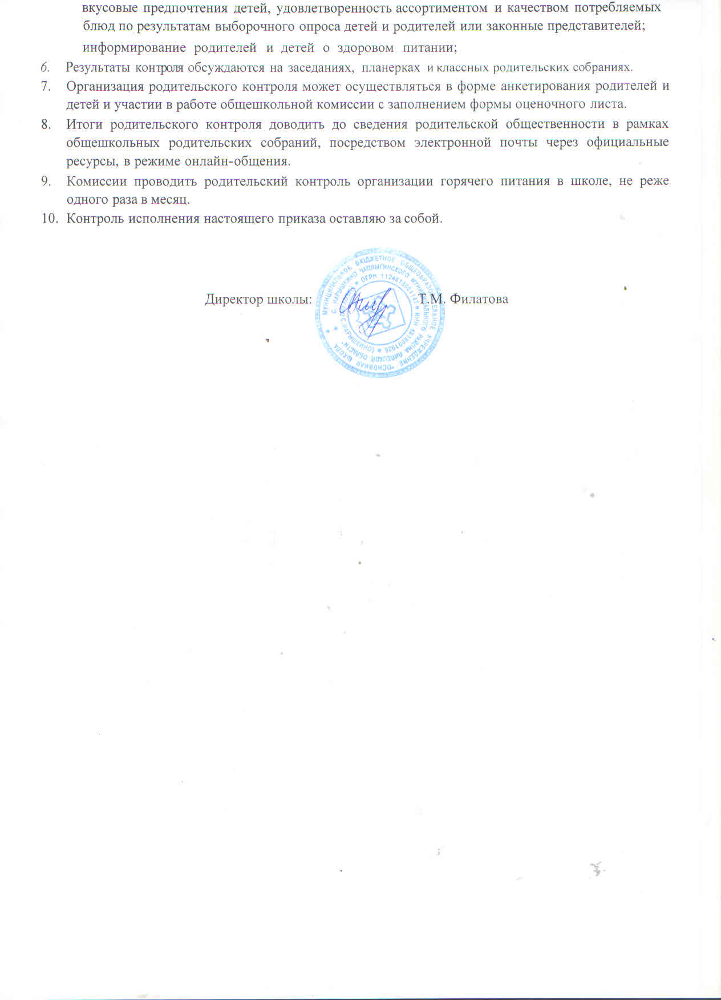 вкусовые предпочтения детей, удовлетворенность ассортиментом и качеством потребляемых
блюд по результатам выборочного опроса детей и родителей или законные представителей;
информирование родителей и детей о здоровом питании;
6. Результаты контроля обсуждаются на заседаниях, планерках и классных родительских собраниях.
7. Организация родительского контроля может осуществляться в форме анкетирования родителей и
детей и участии в работе общешкольной комиссии с заполнением формы оценочного листа.
8. Итоги родительского контроля доводить до сведения родительской общественности в рамках
общешкольных родительских собраний, посредством электронной почты через официальные
ресурсы, в режиме онлайн-общения.
9. Комиссии проводить родительский контроль организации горячего питания в школе, не реже
одного раза в месяц.
10. Контроль исполнения настоящего приказа оставляю за собой.
Директор школы: Т.М. Филатова
МУНИЦИПАЛЬНОЕ БЮДЖЕТНОЕ ОБЩЕОБРАЗОВАТЕЛЬНОЕ УЧРЕЖДЕНИЕ "ОСНОВНАЯ ШКОЛА
С. НАРЫШКИНО ЧАПЛЫГИНСКОГО МУНИЦИПАЛЬНОГО РАЙОНА ЛИПЕЦКОЙ ОБЛАСТИ"
ОГРН ИНН